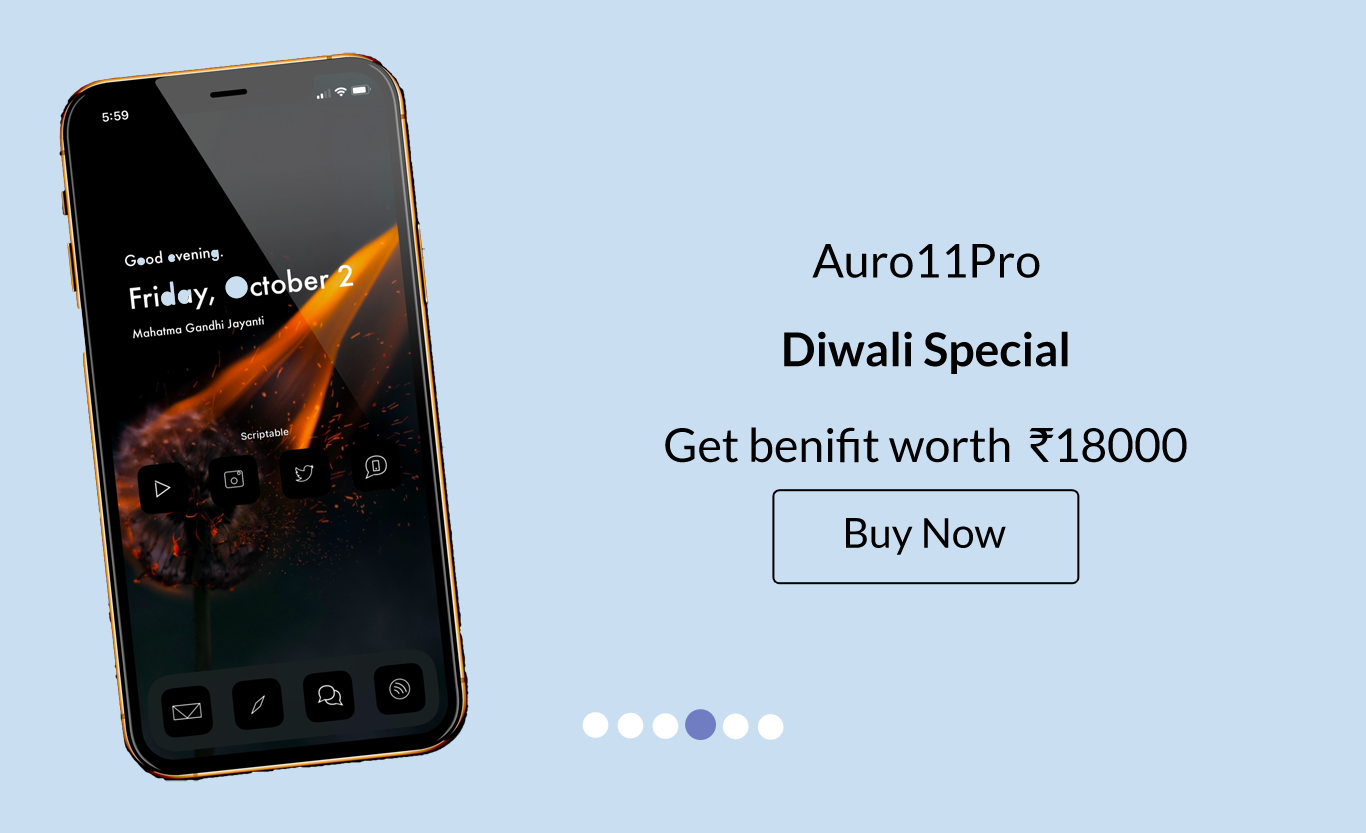 5:59
Good evening.
Friday, October 2
Mahatma Gandhi Jayanti
Scriptable
Auro11Pro
Diwali Special
Get benifit worth ₹18000
Buy Now